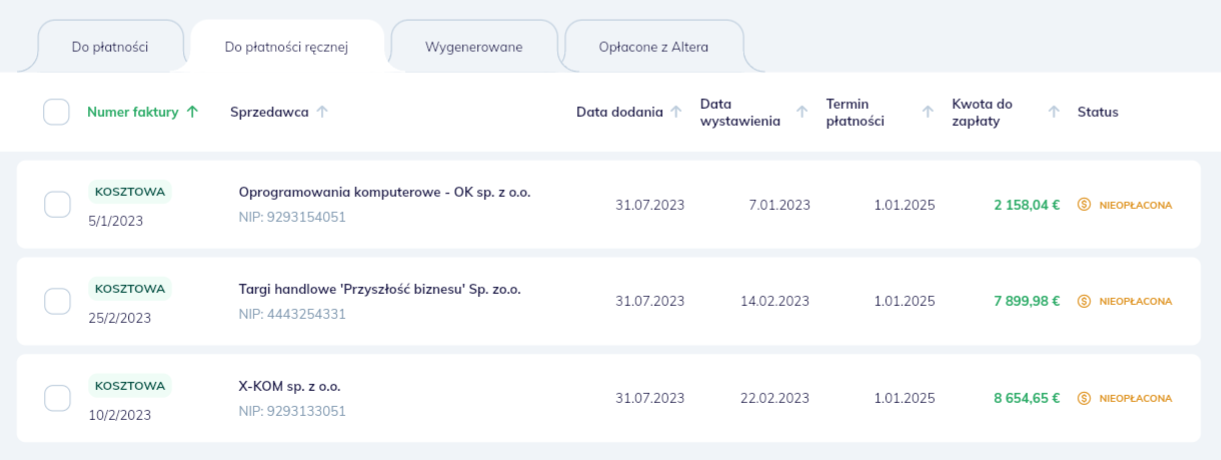 Do płatności
Do płatności ręcznej
Wygenerowane
Opłacone z Altera
Numer faktury
Sprzedawca
Data dodania
Data
wystawienia
Termin
płatności
Kwota do
zapłaty
Status
KOSZTOWA
5/1/2023
Oprogramowania komputerowe - OK sp. z o.o.
NIP: 9293154051
31.07.2023
7.01.2023
1.01.2025
2 158,04 €
NIEOPŁACONA
KOSZTOWA
25/2/2023
Targi handlowe 'Przyszłość biznesu' Sp. zo.o.
NIP: 4443254331
31.07.2023
14.02.2023
1.01.2025
7 899,98 €
NIEOPŁACONA
KOSZTOWA
10/2/2023
X-KOM sp. z o.o.
NIP: 9293133051
31.07.2023
22.02.2023
1.01.2025
8 654,65 €
NIEOPŁACONA